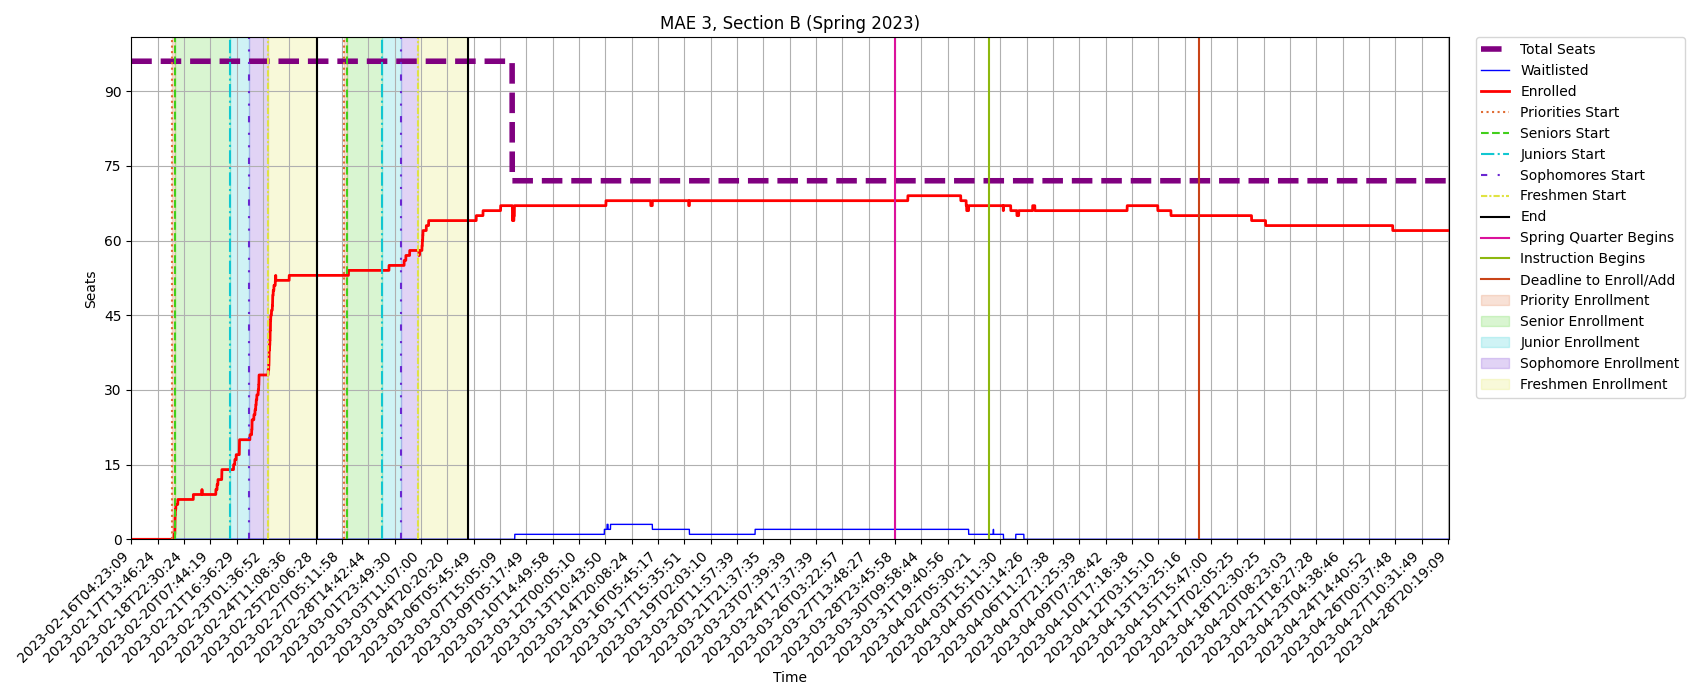 MAE 3, Section B (Spring 2023)
Seats
90
75
60
45
30
15
0
2023-02-16T04:23:09
2023-02-17T13:46:24
2023-02-18T22:30:24
2023-02-20T07:44:19
2023-02-21T16:36:29
2023-02-23T01:36:52
2023-02-24T11:08:36
2023-02-25T20:06:28
2023-02-27T05:11:58
2023-02-28T14:42:44
2023-03-01T23:49:30
2023-03-03T11:07:00
2023-03-04T20:20:20
2023-03-06T05:45:49
2023-03-07T15:05:09
2023-03-09T05:17:49
2023-03-10T14:49:58
2023-03-12T00:05:10
2023-03-13T10:43:50
2023-03-14T20:08:24
2023-03-16T05:45:17
2023-03-17T15:35:51
2023-03-19T02:03:10
2023-03-20T11:57:39
2023-03-21T21:37:35
2023-03-23T07:39:39
2023-03-24T17:37:39
2023-03-26T03:22:57
2023-03-27T13:48:27
2023-03-28T23:45:58
2023-03-30T09:58:44
2023-03-31T19:40:56
2023-04-02T05:30:21
2023-04-03T15:11:30
2023-04-05T01:14:26
2023-04-06T11:27:38
2023-04-07T21:25:39
2023-04-09T07:28:42
2023-04-10T17:18:38
2023-04-12T03:15:10
2023-04-13T13:25:16
2023-04-15T15:47:00
2023-04-17T02:05:25
2023-04-18T12:30:25
2023-04-20T08:23:03
2023-04-21T18:27:28
2023-04-23T04:38:46
2023-04-24T14:40:52
2023-04-26T00:37:48
2023-04-27T10:31:49
2023-04-28T20:19:09
Time
Total Seats
Waitlisted
Enrolled
Priorities Start
Seniors Start
Juniors Start
Sophomores Start
Freshmen Start
End
Spring Quarter Begins
Instruction Begins
Deadline to Enroll/Add
Priority Enrollment
Senior Enrollment
Junior Enrollment
Sophomore Enrollment
Freshmen Enrollment